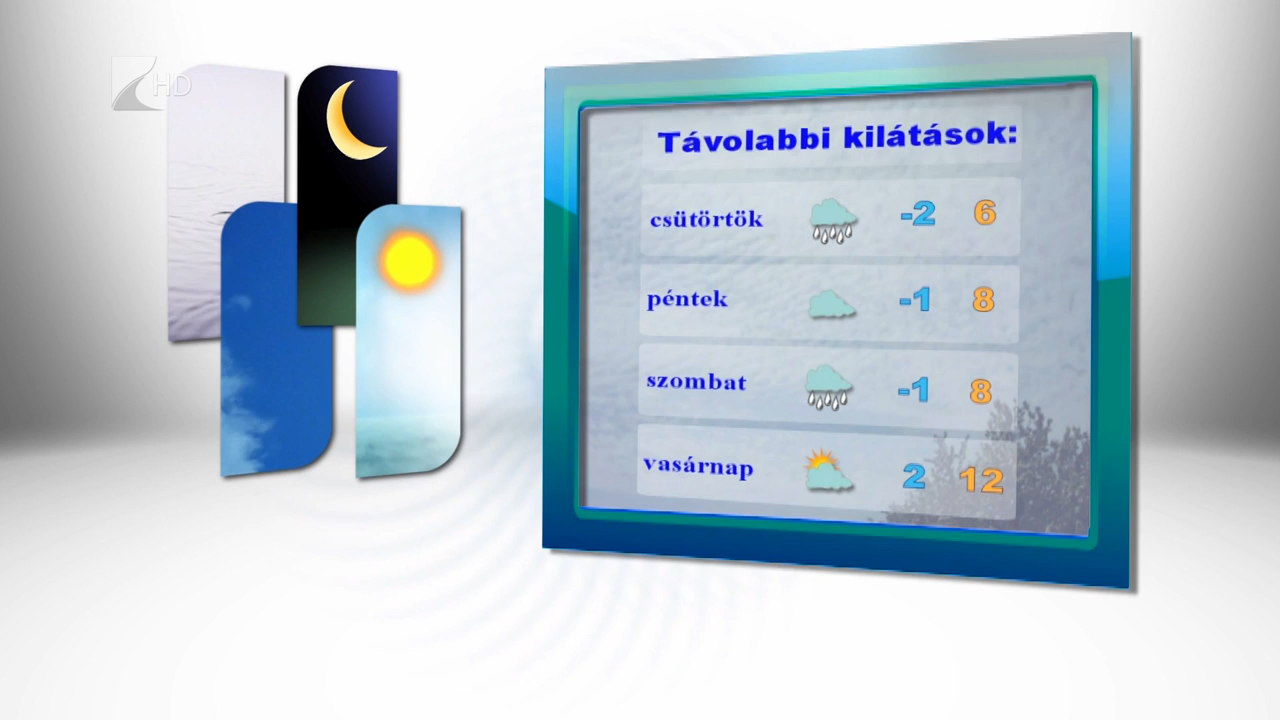 HD
Távolabbi kilátások:
csütörtök -2 6
péntek -1 8
szombat -1 8
vasárnap 2 12